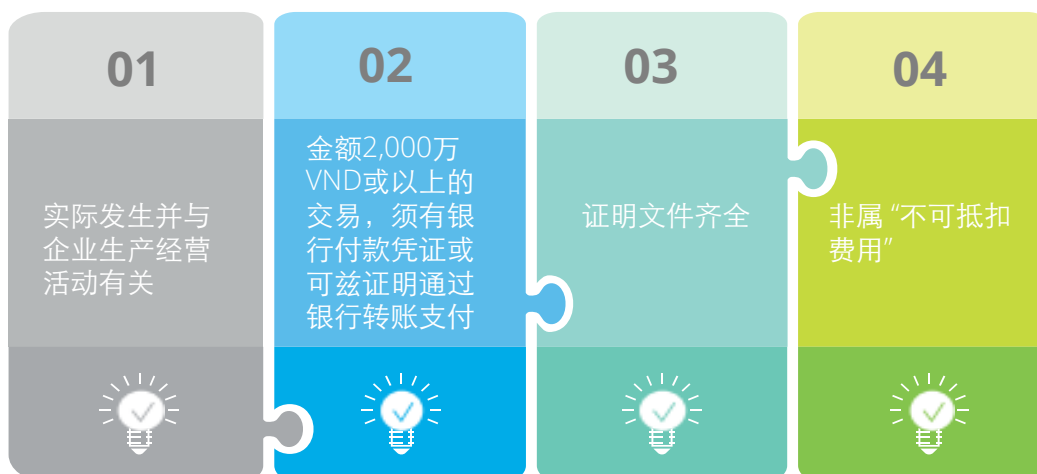 01
实际发生并与
企业生产经营
活动有关
02
金额2,000万
VND或以上的
交易，须有银
行付款凭证或
可兹证明通过
银行转账支付
03
证明文件齐全
04
非属“不可抵扣
费用”